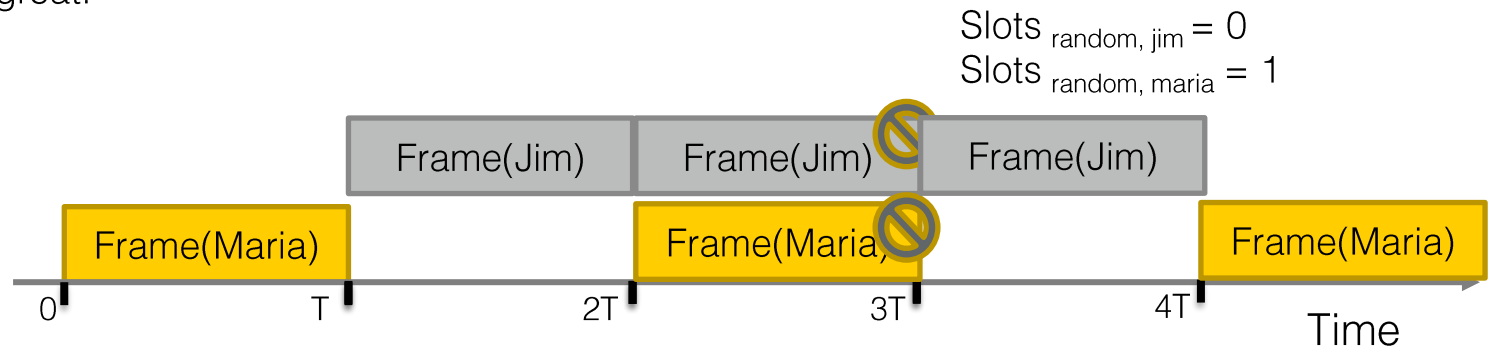 great.
Slots random, jim = 0
Slots random, maria = 1
Frame(Jim) Frame(Jim) Frame(Jim)
Frame(Maria) Frame(Maria) Frame(Maria)
0 T 2T 3T 4T
Time